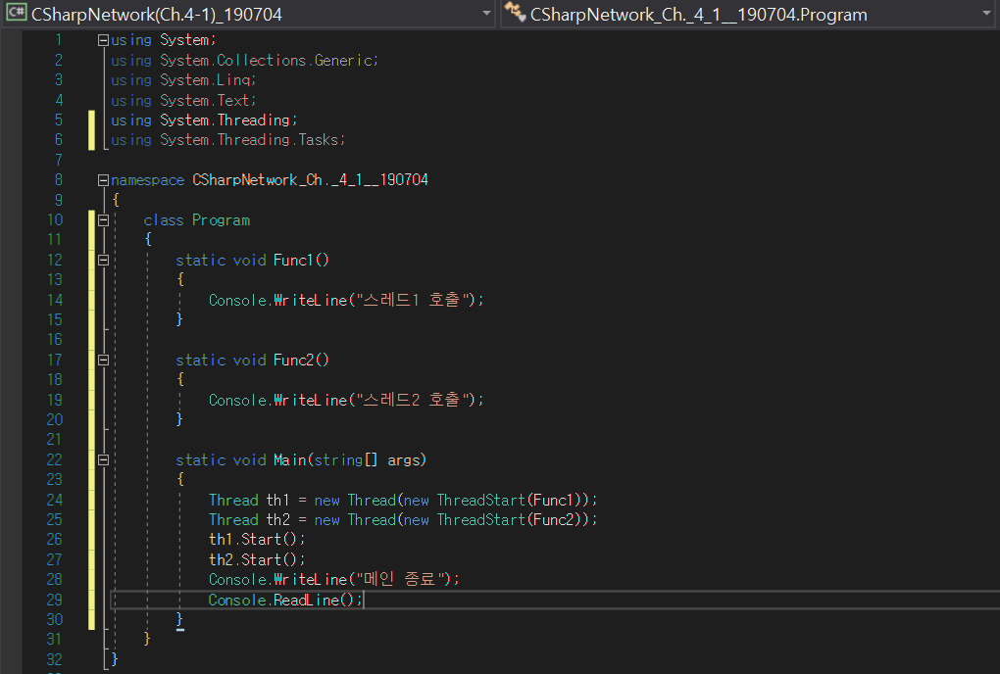 CSharpNetwork(Ch.4-1)_190704 CSharpNetwork_Ch._4_1__190704.Program
1 using System;
2 using System.Collections.Generic;
3 using System.Linq;
4 using System.Text;
5 using System.Threading;
6 using System.Threading.Tasks;
7
8 namespace CSharpNetwork_Ch._4_1__190704
9 {
10 class Program
11 {
12 static void Func1()
13 {
14 Console.WriteLine("스레드1 호출");
15 }
16
17 static void Func2()
18 {
19 Console.WriteLine("스레드2 호출");
20 }
21
22 static void Main(string[] args)
23 {
24 Thread th1 = new Thread(new ThreadStart(Func1));
25 Thread th2 = new Thread(new ThreadStart(Func2));
26 th1.Start();
27 th2.Start();
28 Console.WriteLine("메인 종료");
29 Console.ReadLine();
30 }
31 }
32 }